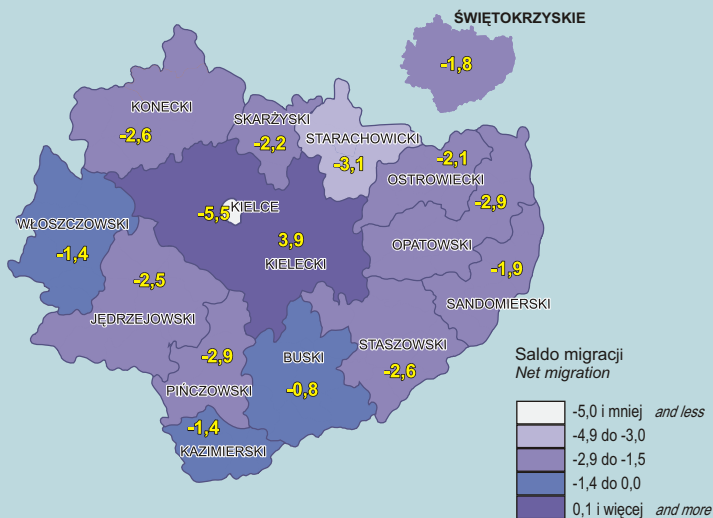 ŚWIĘTOKRZYSKIE
-1,8
KONECKI
-2,6
SKARŻYSKI
-2,2
STARACHOWICKI
-3,1
-2,1
OSTROWIECKI
-2,9
KIELCE
-5,5
WŁOSZCZOWSKI
-1,4
3,9
KIELECKI
OPATOWSKI
-1,9
SANDOMIERSKI
-2,5
JĘDRZEJOWSKI
-2,9
PIŃCZOWSKI
BUSKI
-0,8
STASZOWSKI
-2,6
-1,4
KAZIMIERSKI
Saldo migracji
Net migration
-5,0 i mniej and less
-4,9 do -3,0
-2,9 do -1,5
-1,4 do 0,0
0,1 i więcej and more